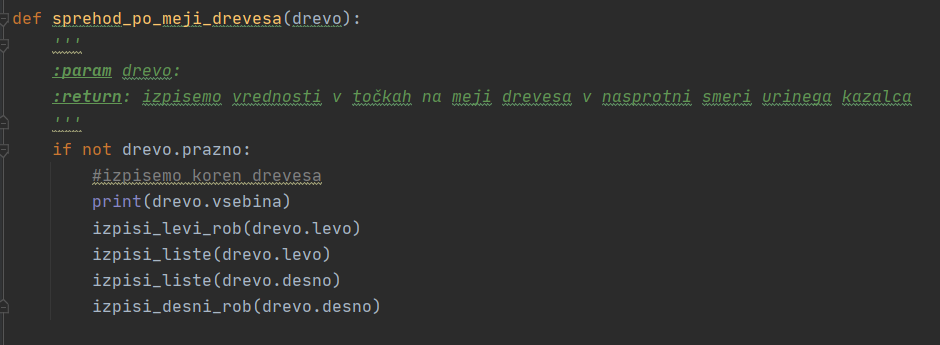 def sprehod_po_meji_drevesa(drevo):
    '''
    :param drevo:
    :return: izpisemo vrednosti v točkah na meji drevesa v nasprotni smeri urinega kazalca
    '''
    if not drevo.prazno:
        #izpisemo koren drevesa
        print(drevo.vsebina)
        izpisi_levi_rob(drevo.levo)
        izpisi_liste(drevo.levo)
        izpisi_liste(drevo.desno)
        izpisi_desni_rob(drevo.desno)